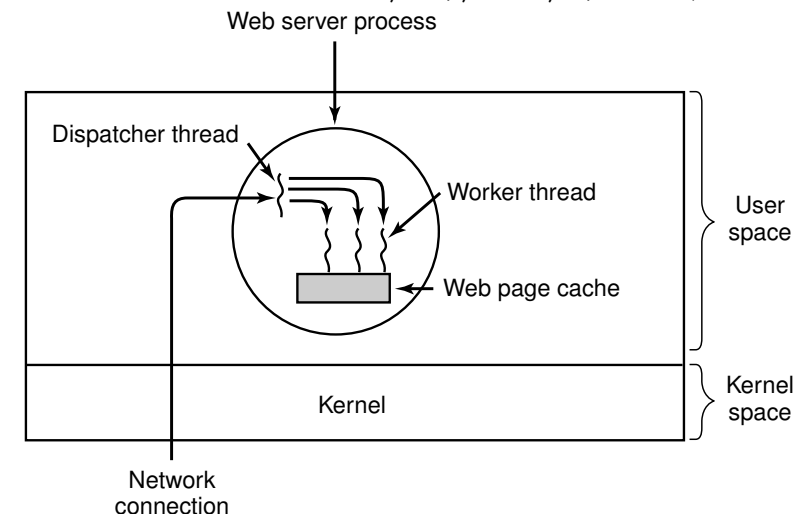 Web server process
Dispatcher thread
Worker thread
Web page cache
User
space
Kernel
Kernel
space
Network
connection